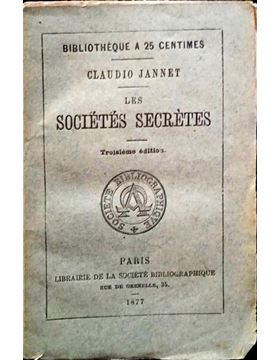 BIBLIOTHÈQUE A 25 CENTIMES
CLAUDIO JANNET
LES
SOCIÉTÉS SECRÈTES
Troisième édition.
SOCIÉTÉ BIBLIOGRAPHIQUE
PARIS
LIBRAIRIE DE LA SOCIÉTÉ BIBLIOGRAPHIQUE
RUE DE GRENELLE, 35.
1877